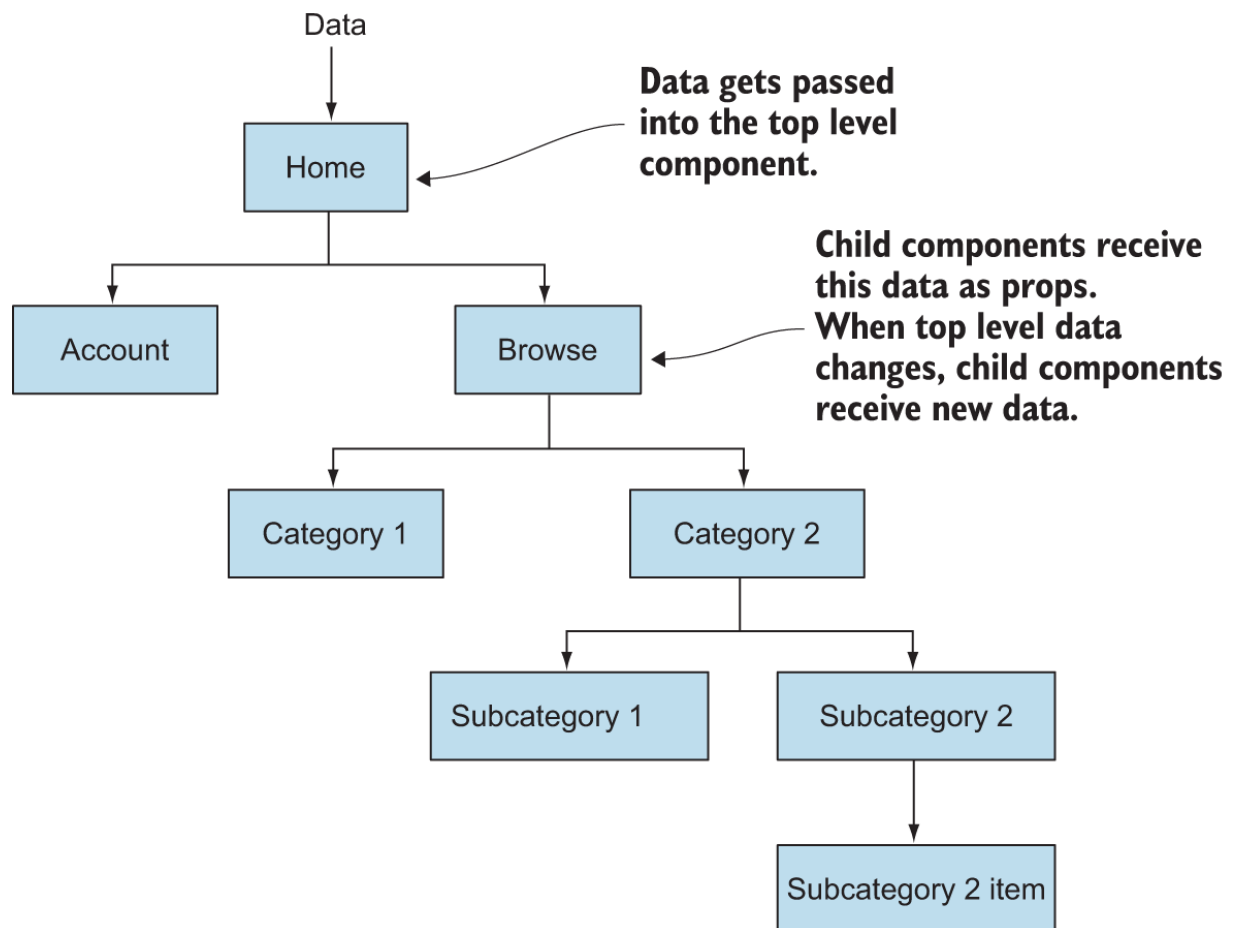 Data
Data gets passed
into the top level
component.
Home
Child components receive
this data as props.
When top level data
changes, child components
receive new data.
Account
Browse
Category 1
Category 2
Subcategory 1
Subcategory 2
Subcategory 2 item